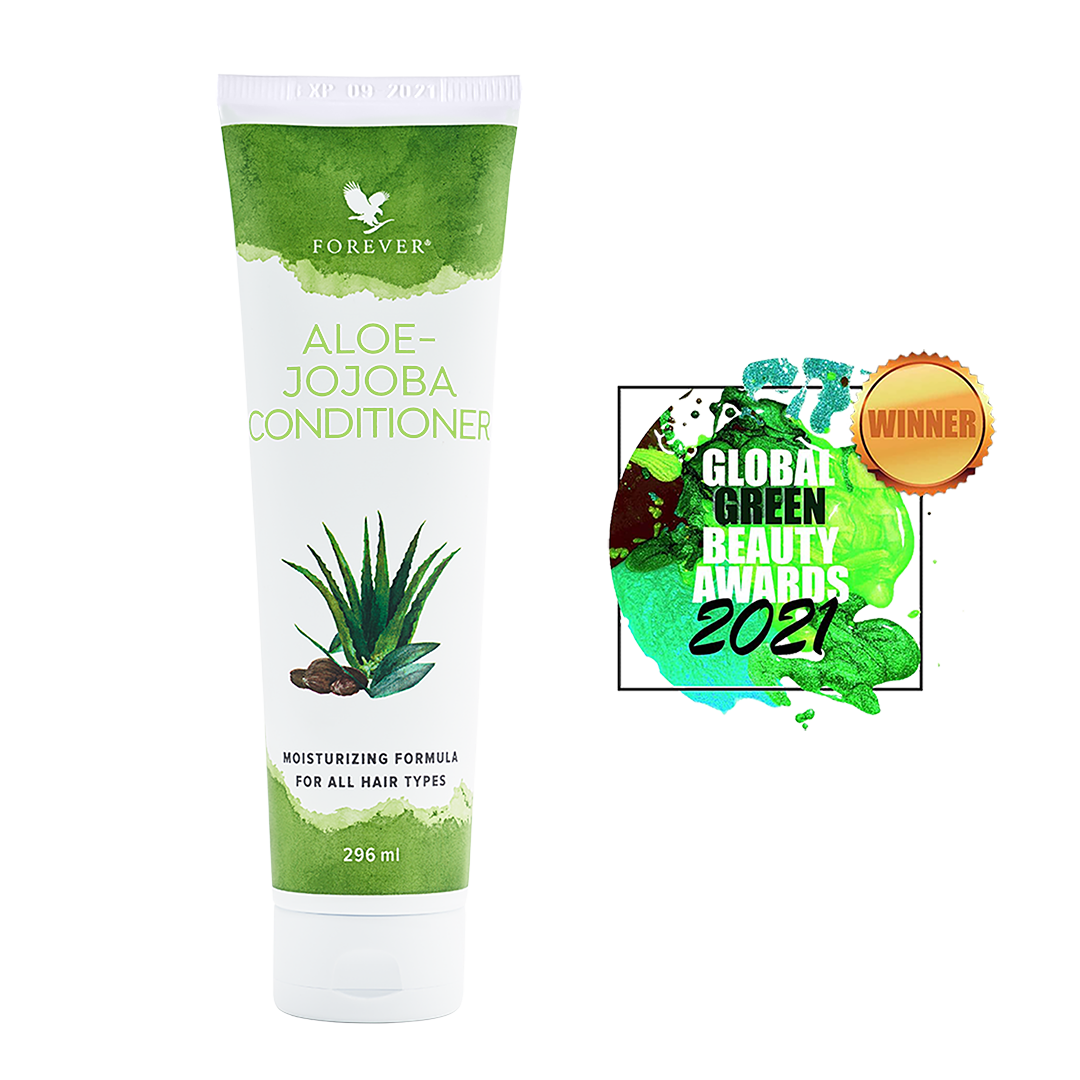 EXP 09 2021
FOREVER
ALOE-
JOJOBA
CONDITIONER
MOISTURIZING FORMULA
FOR ALL HAIR TYPES
296 ml
WINNER
GLOBAL
GREEN
BEAUTY
AWARDS
2021